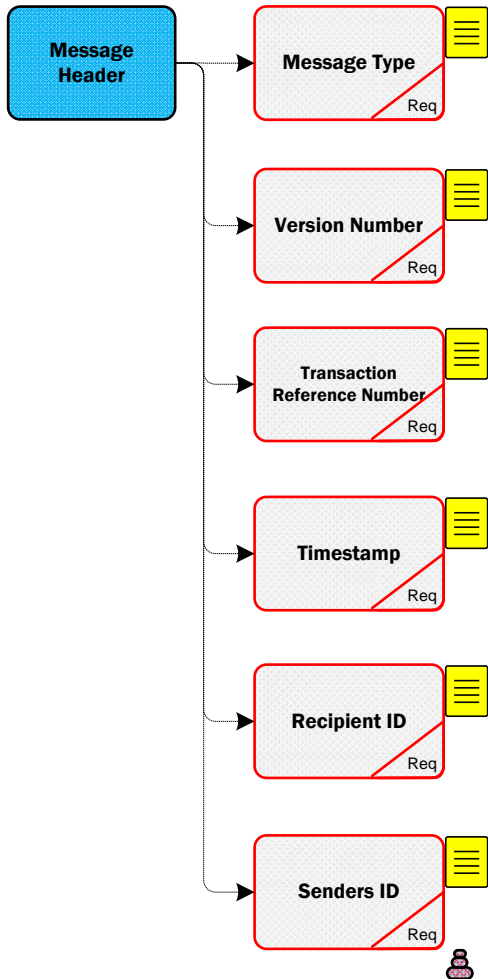 Message
Header
Message Type
Req
Version Number
Req
Transaction
Reference Number
Req
Timestamp
Req
Recipient ID
Req
Senders ID
Req